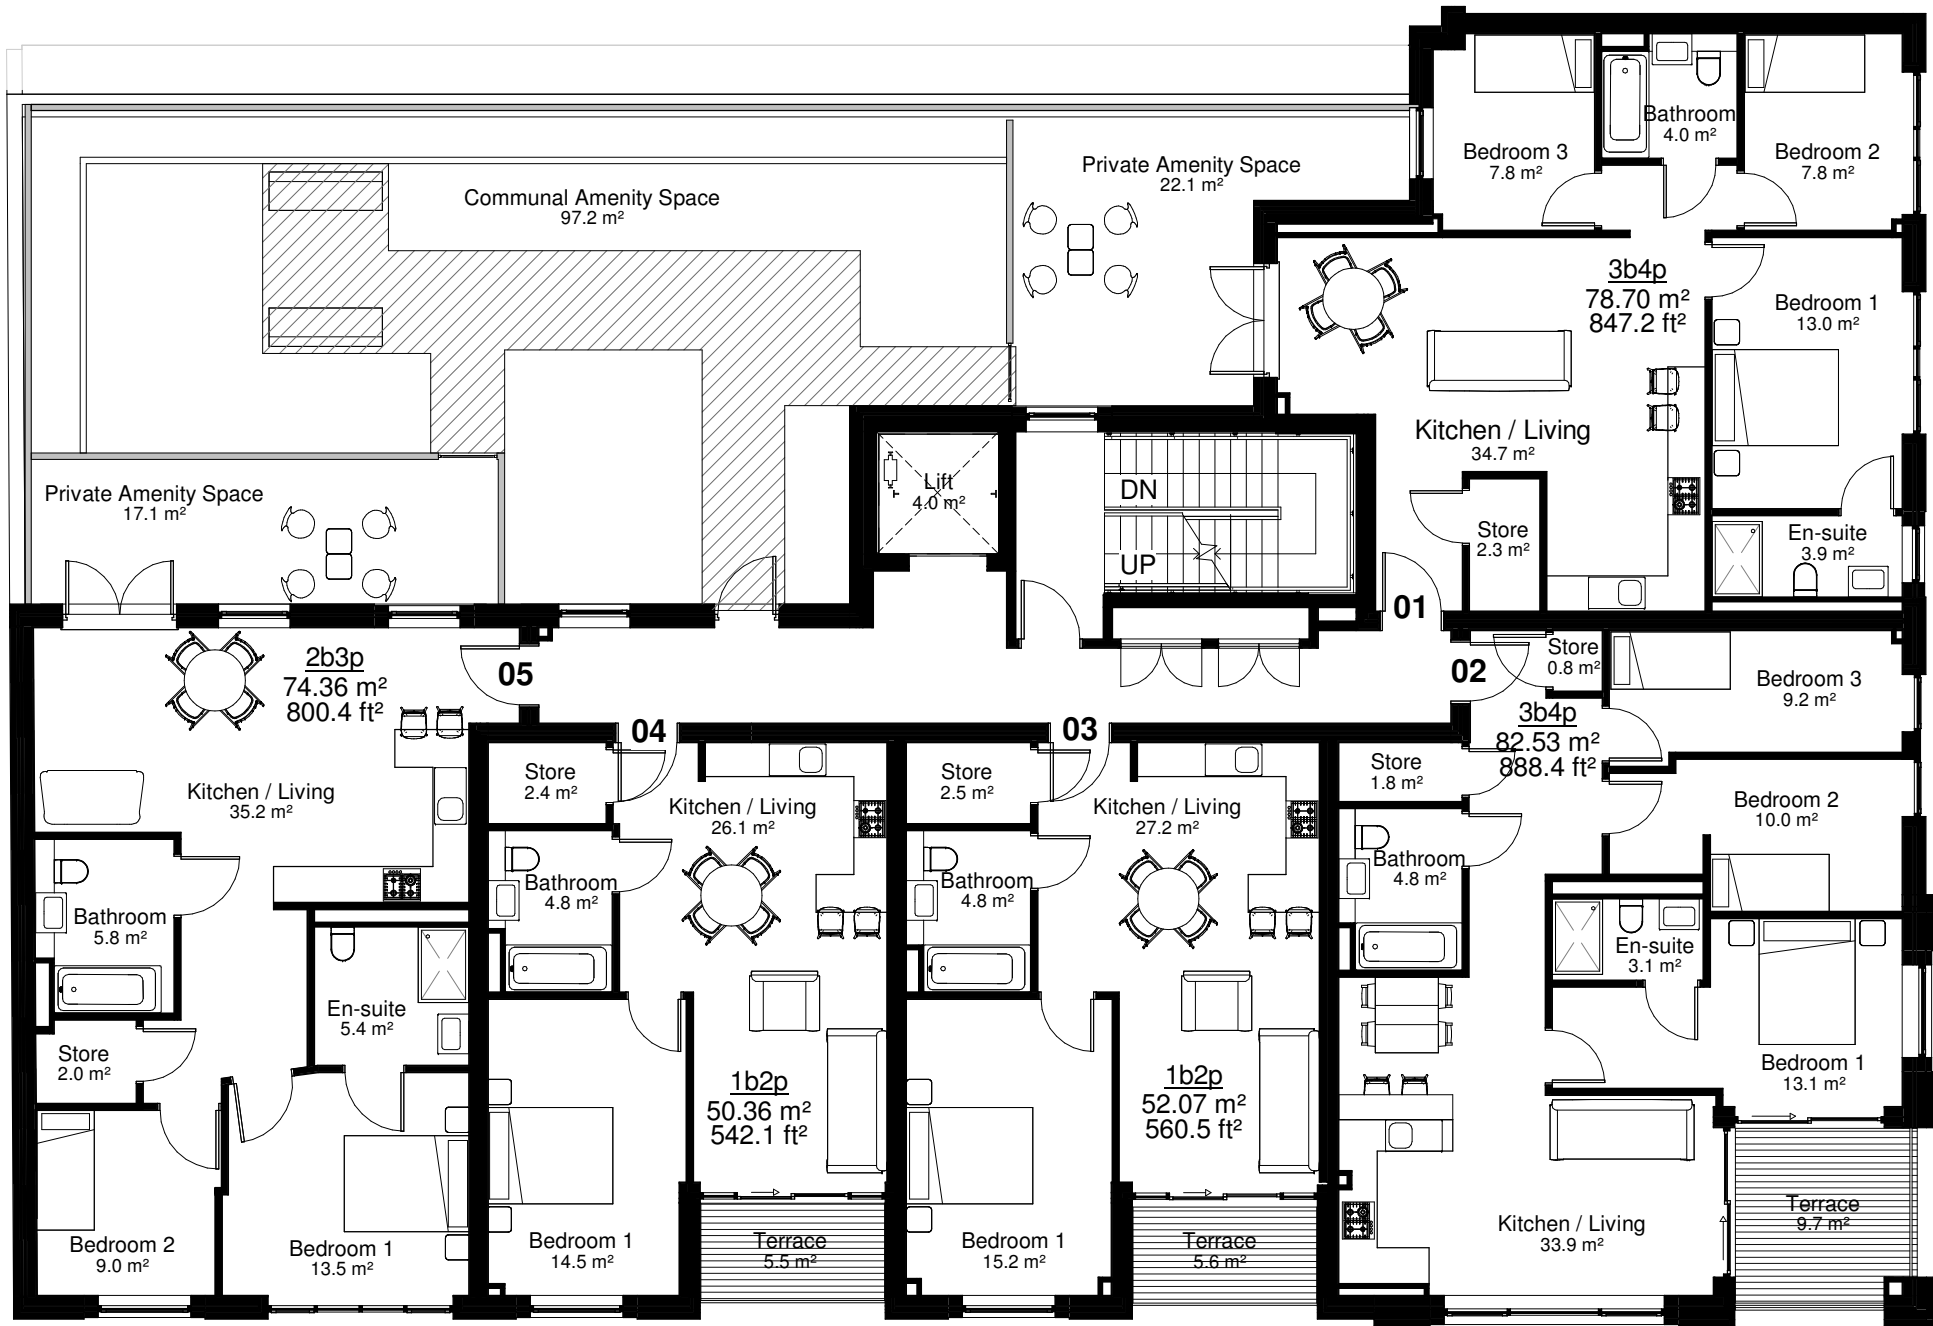 Communal Amenity Space
97.2 m²
Private Amenity Space
22.1 m²
Bedroom 3
7.8 m²
Bathroom
4.0 m²
Bedroom 2
7.8 m²
3b4p
78.70 m²
847.2 ft²
Bedroom 1
13.0 m²
Kitchen / Living
34.7 m²
Store
2.3 m²
En-suite
3.9 m²
Private Amenity Space
17.1 m²
Lift
4.0 m²
DN
UP
01
02
03
04
05
2b3p
74.36 m²
800.4 ft²
Kitchen / Living
35.2 m²
Bathroom
5.8 m²
En-suite
5.4 m²
Store
2.0 m²
Bedroom 2
9.0 m²
Bedroom 1
13.5 m²
Store
2.4 m²
Kitchen / Living
26.1 m²
Bathroom
4.8 m²
1b2p
50.36 m²
542.1 ft²
Bedroom 1
14.5 m²
Terrace
5.5 m²
Store
2.5 m²
Kitchen / Living
27.2 m²
Bathroom
4.8 m²
1b2p
52.07 m²
560.5 ft²
Bedroom 1
15.2 m²
Terrace
5.6 m²
Store
0.8 m²
Bedroom 3
9.2 m²
3b4p
82.53 m²
888.4 ft²
Store
1.8 m²
Bedroom 2
10.0 m²
Bathroom
4.8 m²
En-suite
3.1 m²
Bedroom 1
13.1 m²
Kitchen / Living
33.9 m²
Terrace
9.7 m²